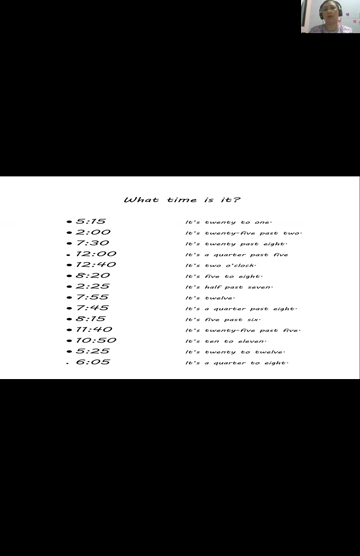 What time is it?
5:15 It's twenty to one.
2:00 It's twenty-five past two.
7:30 It's twenty past eight.
12:00 It's a quarter past five
12:40 It's two o'clock.
8:20 It's five to eight.
2:25 It's half past seven.
7:55 It's twelve.
7:45 It's a quarter past eight.
8:15 It's five past six.
11:40 It's twenty-five past five.
10:50 It's ten to eleven.
5:25 It's twenty to twelve.
6:05 It's a quarter to eight.